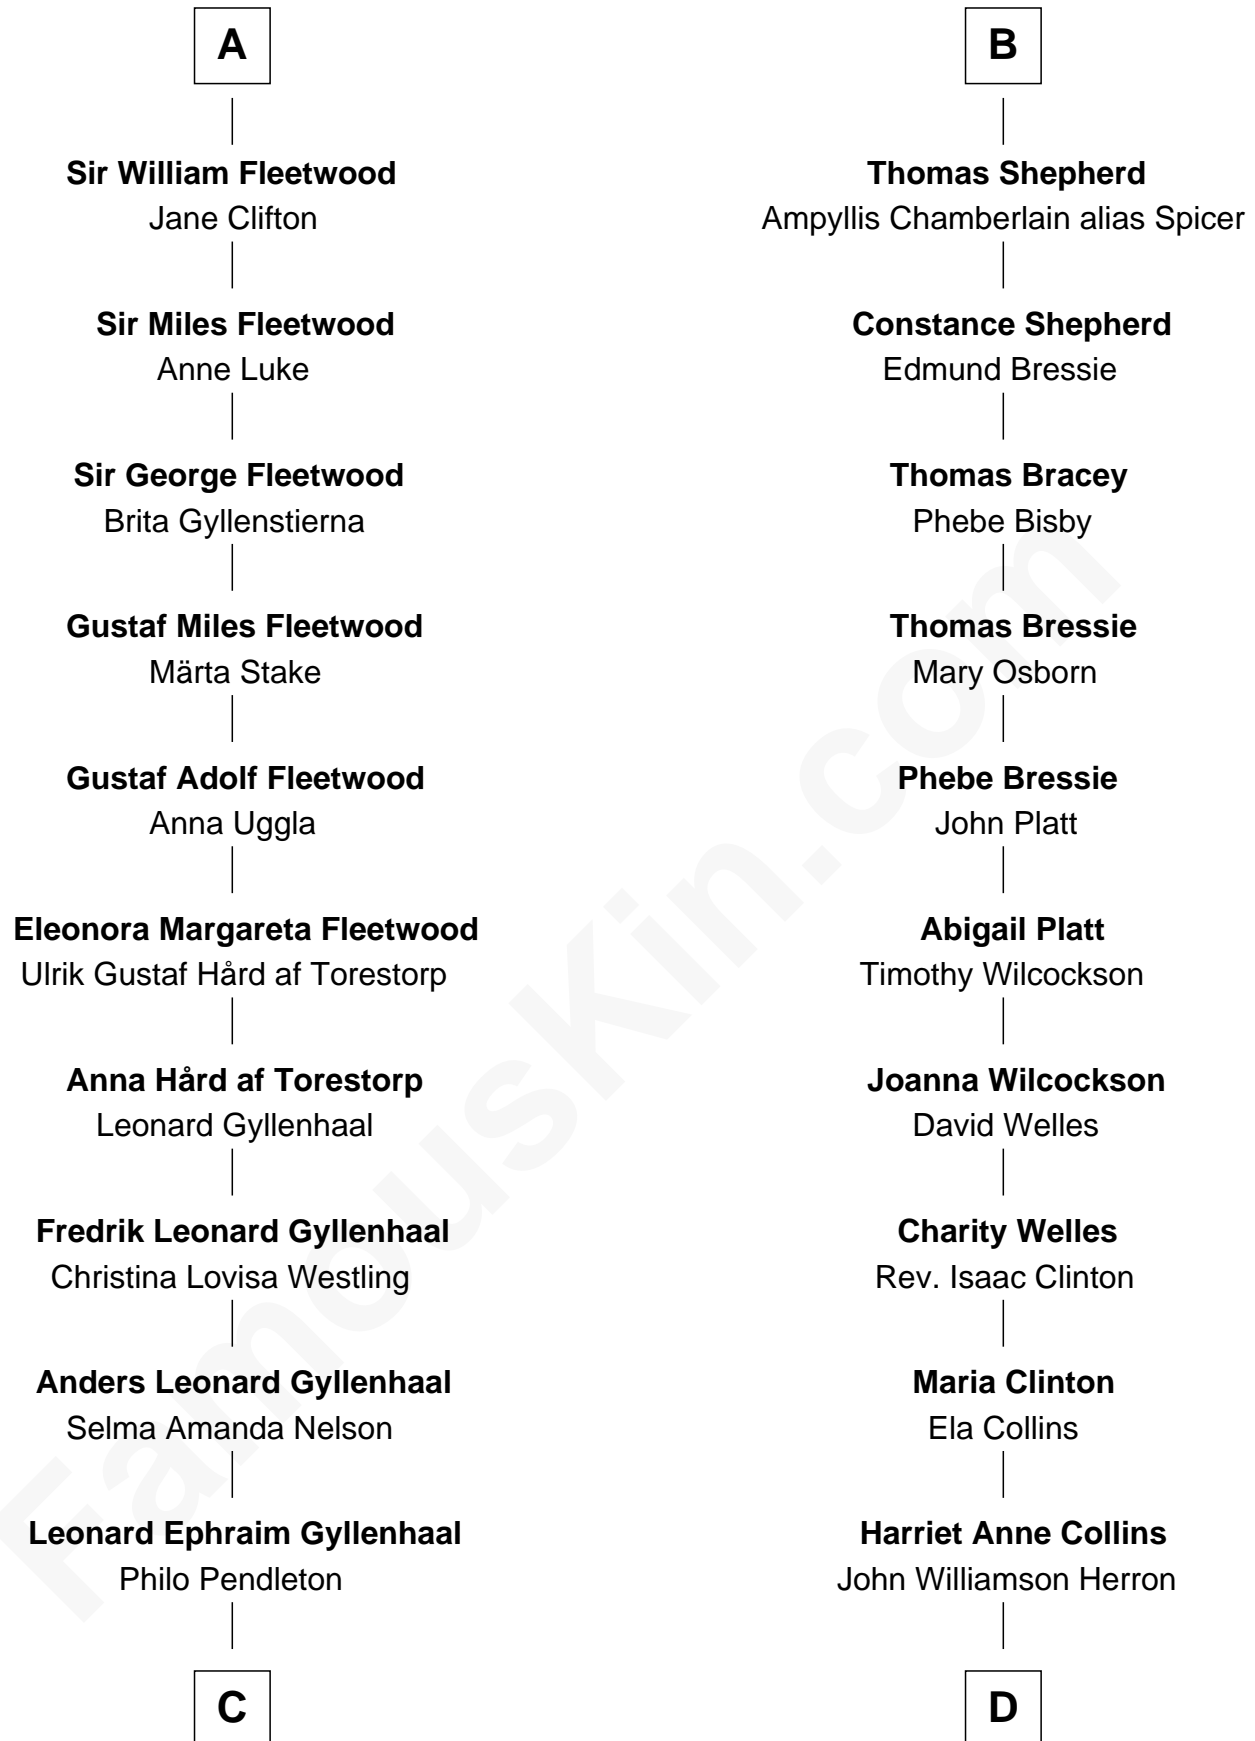 A
Sir William Fleetwood
Jane Clifton
Sir Miles Fleetwood
Anne Luke
Sir George Fleetwood
Brita Gyllenstierna
Gustaf Miles Fleetwood
Märta Stake
Gustaf Adolf Fleetwood
Anna Uggla
Eleonora Margareta Fleetwood
Ulrik Gustaf Hård af Torestorp
Anna Hård af Torestorp
Leonard Gyllenhaal
Fredrik Leonard Gyllenhaal
Christina Lovisa Westling
Anders Leonard Gyllenhaal
Selma Amanda Nelson
Leonard Ephraim Gyllenhaal
Philo Pendleton
C
B
Thomas Shepherd
Ampyllis Chamberlain alias Spicer
Constance Shepherd
Edmund Bressie
Thomas Bracey
Phebe Bisby
Thomas Bressie
Mary Osborn
Phebe Bressie
John Platt
Abigail Platt
Timothy Wilcockson
Joanna Wilcockson
David Welles
Charity Welles
Rev. Isaac Clinton
Maria Clinton
Ela Collins
Harriet Anne Collins
John Williamson Herron
D
FamousKin.com